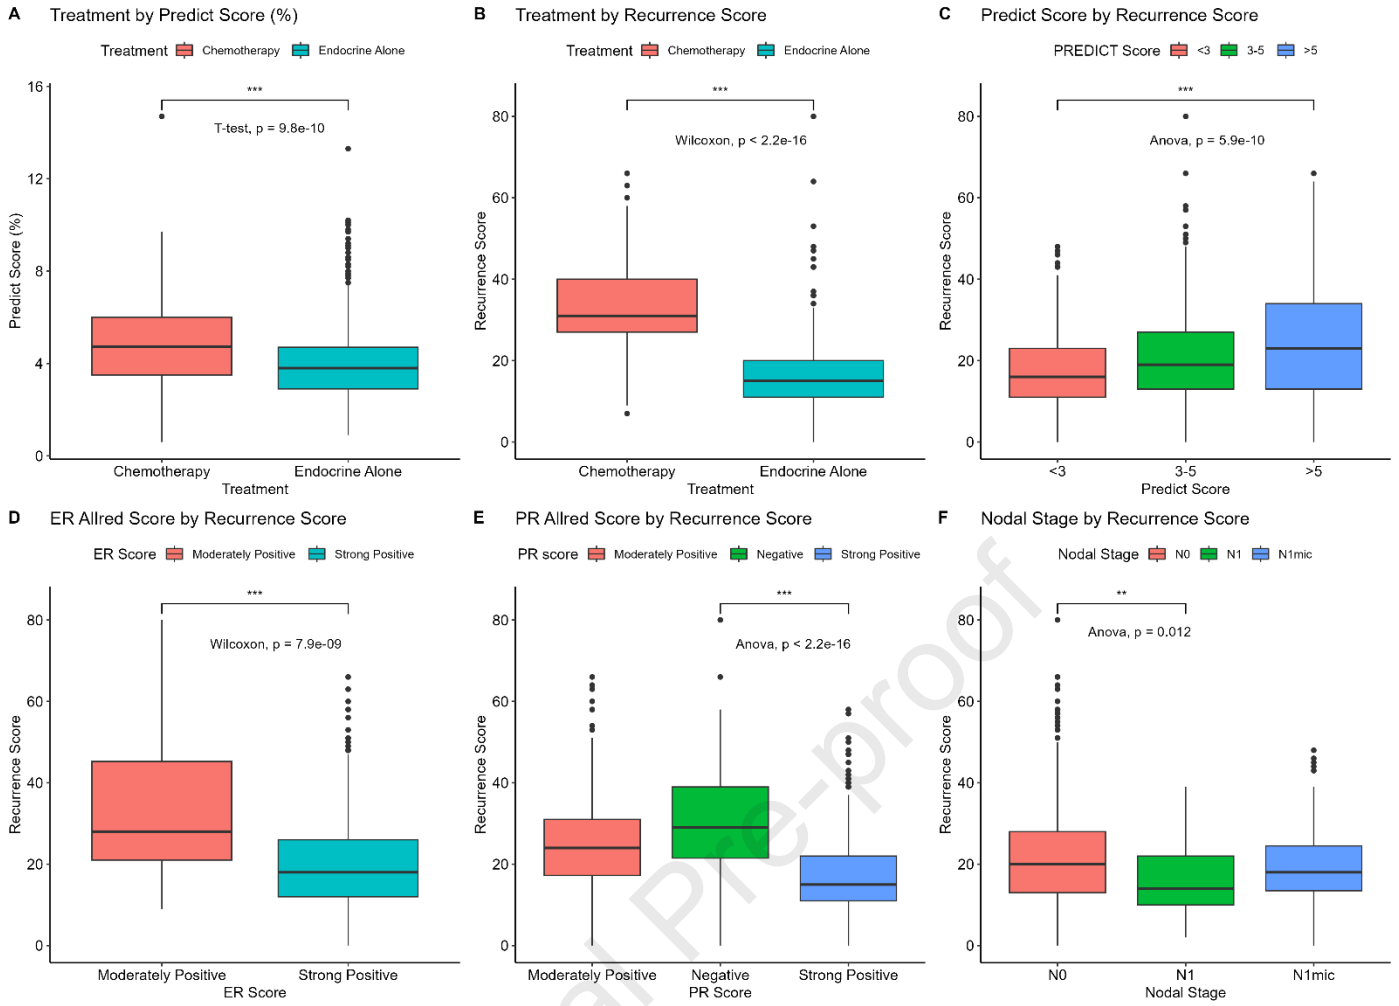 A Treatment by Predict Score (%)
Treatment Chemotherapy Endocrine Alone
***
T-test, p = 9.8e-10
Predict Score (%)
16
12
8
4
0
Chemotherapy Endocrine Alone
Treatment
B Treatment by Recurrence Score
Treatment Chemotherapy Endocrine Alone
***
Wilcoxon, p < 2.2e-16
Recurrence Score
80
60
40
20
0
Chemotherapy Endocrine Alone
Treatment
C Predict Score by Recurrence Score
PREDICT Score <3 3-5 >5
***
Anova, p = 5.9e-10
Recurrence Score
80
60
40
20
0
<3 3-5 >5
Predict Score
D ER Allred Score by Recurrence Score
ER Score Moderately Positive Strong Positive
***
Wilcoxon, p = 7.9e-09
Recurrence Score
80
60
40
20
0
Moderately Positive Strong Positive
ER Score
E PR Allred Score by Recurrence Score
PR score Moderately Positive Negative Strong Positive
***
Anova, p < 2.2e-16
Recurrence Score
80
60
40
20
0
Moderately Positive Negative Strong Positive
PR Score
F Nodal Stage by Recurrence Score
Nodal Stage N0 N1 N1mic
**
Anova, p = 0.012
Recurrence Score
80
60
40
20
0
N0 N1 N1mic
Nodal Stage
al Pre-proof